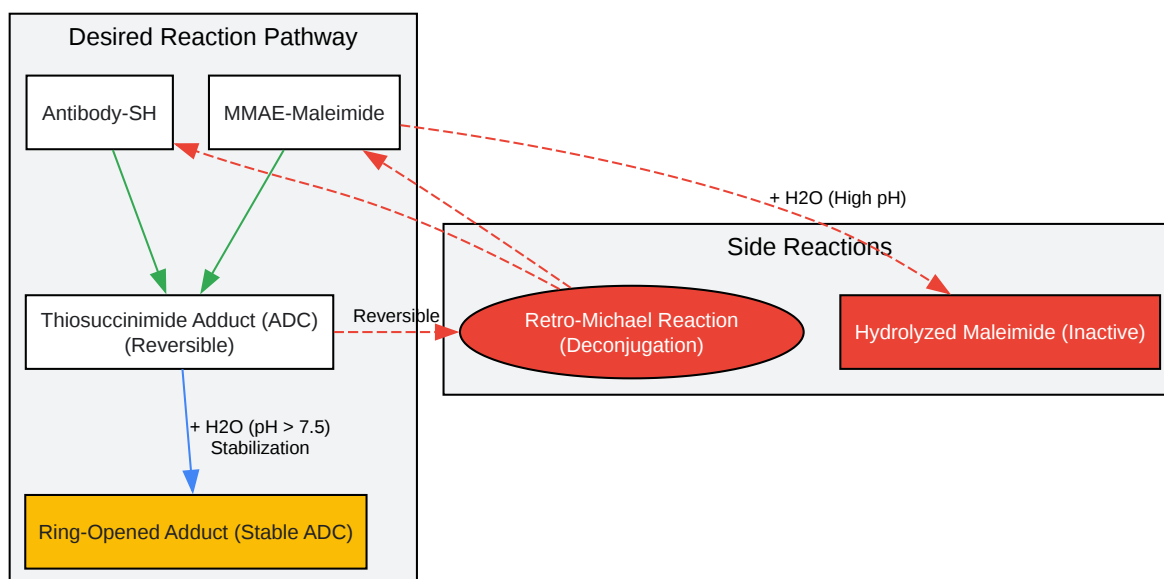 Desired Reaction Pathway
Antibody-SH
MMAE-Maleimide
+ H2O (High pH)
Side Reactions
Thiosuccinimide Adduct (ADC)
(Reversible)
Reversible
Retro-Michael Reaction
(Deconjugation)
Hydrolyzed Maleimide (Inactive)
+ H2O (pH > 7.5)
Stabilization
Ring-Opened Adduct (Stable ADC)